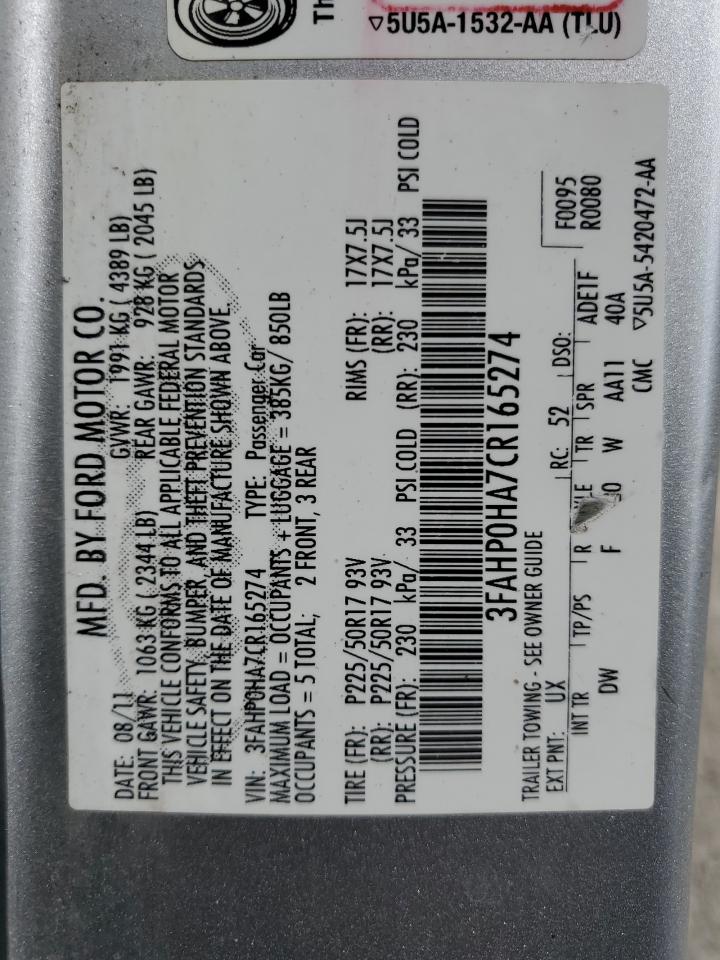 Th
▽5U5A-1532-AA (TLU)
MFD. BY FORD MOTOR CO.
DATE: 08/11 GVWR: 1991 KG ( 4389 LB)
FRONT GAWR: 1063 KG ( 2344 LB) REAR GAWR: 928 KG ( 2045 LB)
THIS VEHICLE CONFORMS TO ALL APPLICABLE FEDERAL MOTOR
VEHICLE SAFETY, BUMPER, AND THEFT PREVENTION STANDARDS
IN EFFECT ON THE DATE OF MANUFACTURE SHOWN ABOVE.
VIN: 3FAHP0HA7CR165274 TYPE: Passenger Car
MAXIMUM LOAD = OCCUPANTS + LUGGAGE = 385KG/ 850LB
OCCUPANTS = 5 TOTAL; 2 FRONT, 3 REAR
TIRE (FR): P225/50R17 93V RIMS (FR): 17X7.5J
(RR): P225/50R17 93V (RR): 17X7.5J
PRESSURE (FR): 230 kPa/ 33 PSI COLD (RR): 230 kPa/ 33 PSI COLD
3FAHP0HA7CR165274
TRAILER TOWING - SEE OWNER GUIDE
F0095
EXT PNT: UX RC: 52 DSO: R0080
INT TR TP/PS R LE TR SPR ADE1F
DW F W AA11 40A
CMC ▽5U5A-5420472-AA